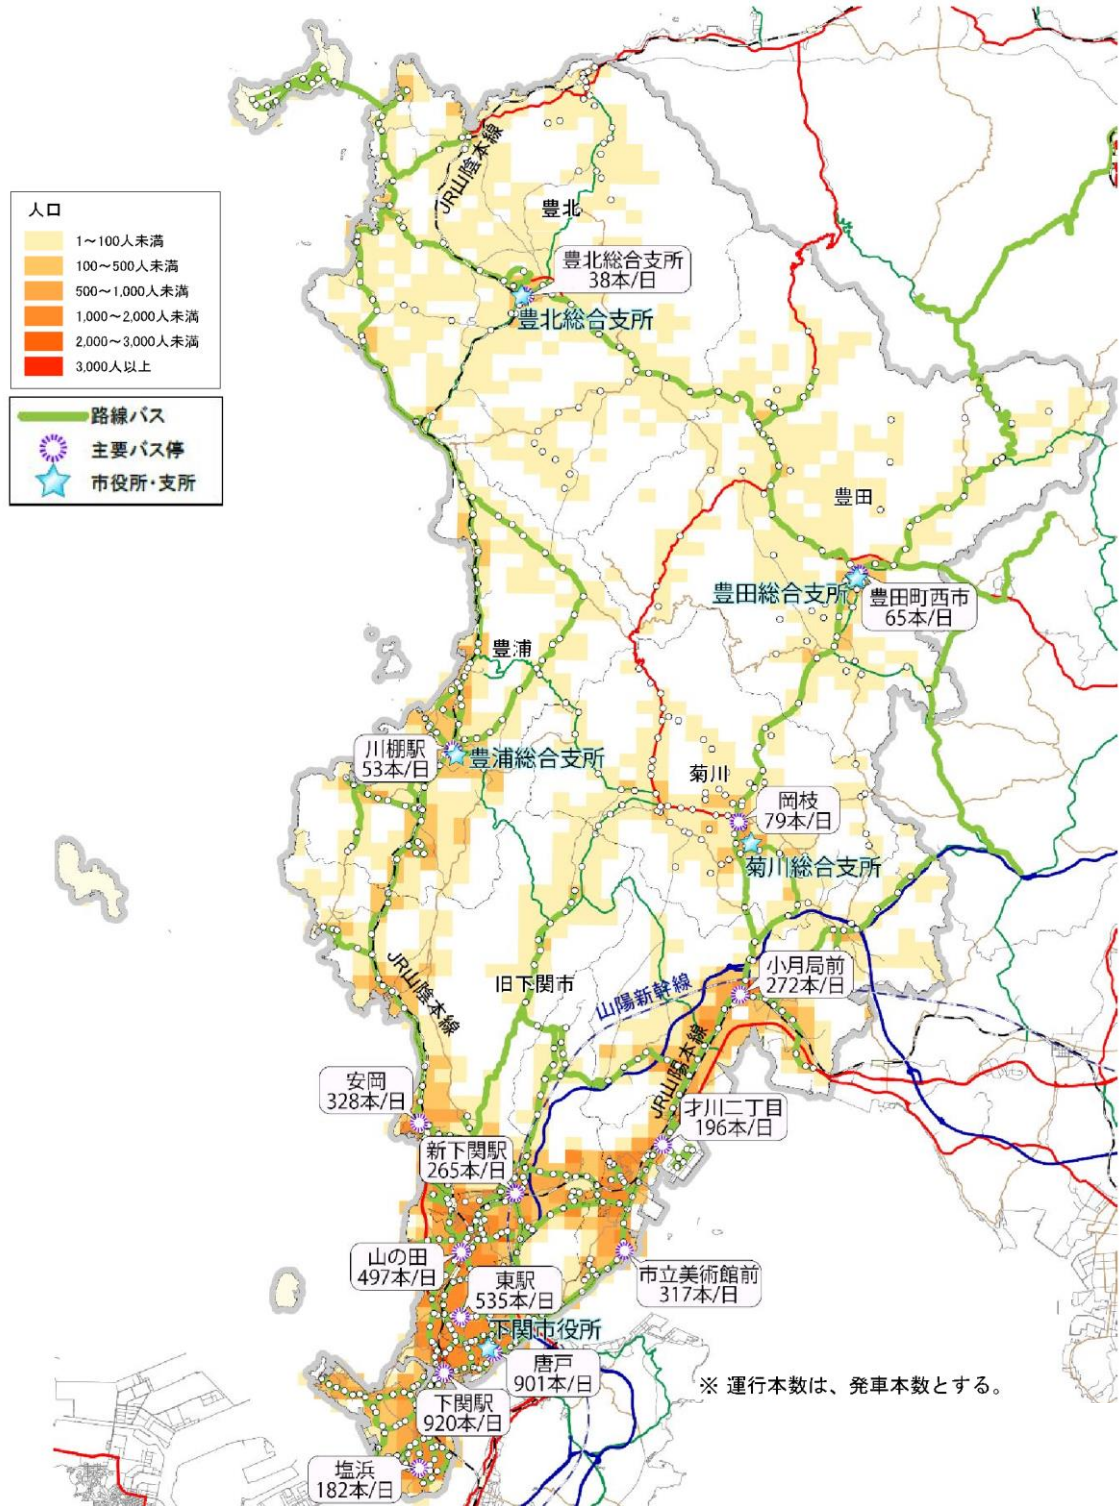 人口
1～100人未満
100～500人未満
500～1,000人未満
1,000～2,000人未満
2,000～3,000人未満
3,000人以上
路線バス
主要バス停
市役所・支所
JR山陰本線
豊北
豊北総合支所
38本/日
豊北総合支所
豊田
豊田総合支所
豊田町西市
65本/日
豊浦
川棚駅
53本/日
豊浦総合支所
菊川
岡枝
79本/日
菊川総合支所
JR山陰本線
旧下関市
山陽新幹線
小月局前
272本/日
JR山陽本線
安岡
328本/日
新下関駅
265本/日
才川二丁目
196本/日
山の田
497本/日
東駅
535本/日
市立美術館前
317本/日
下関市役所
唐戸
901本/日
下関駅
920本/日
塩浜
182本/日
※ 運行本数は、発車本数とする。